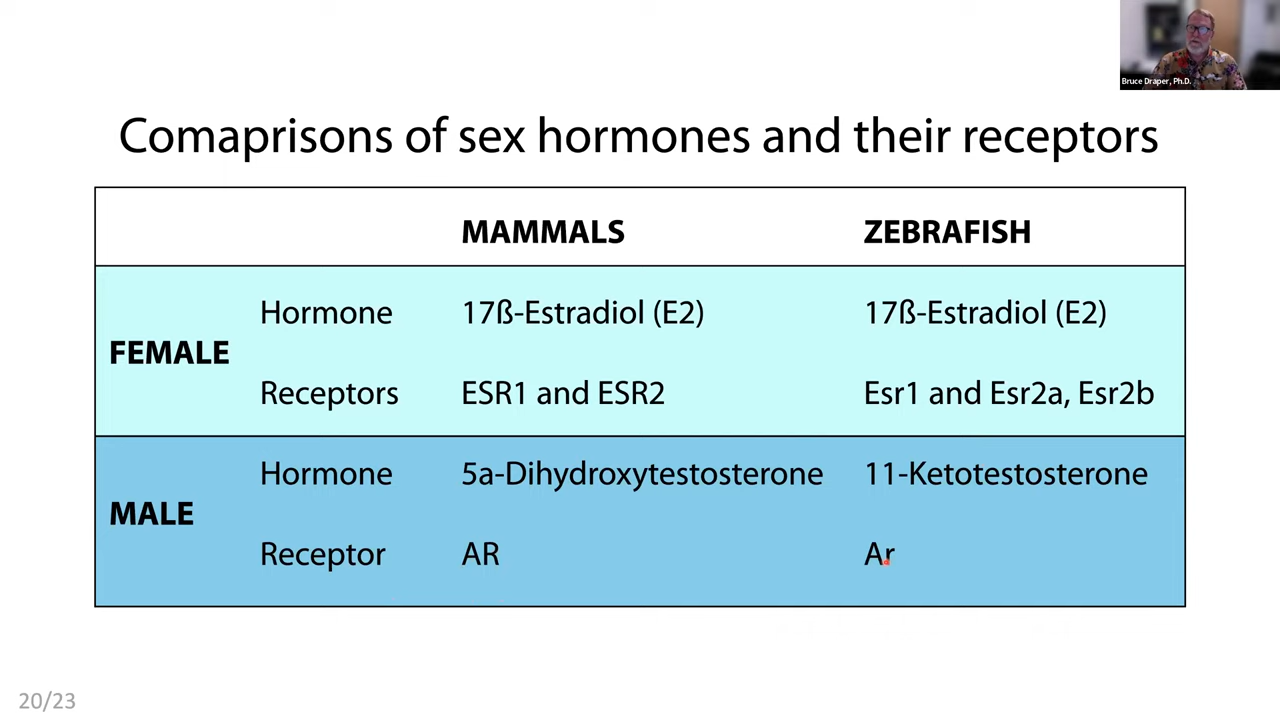 Bruce Draper, Ph.D.
Comaprisons of sex hormones and their receptors
MAMMALS ZEBRAFISH
FEMALE
Hormone 17ß-Estradiol (E2) 17ß-Estradiol (E2)
Receptors ESR1 and ESR2 Esr1 and Esr2a, Esr2b
MALE
Hormone 5a-Dihydroxytestosterone 11-Ketotestosterone
Receptor AR Ar
20/23